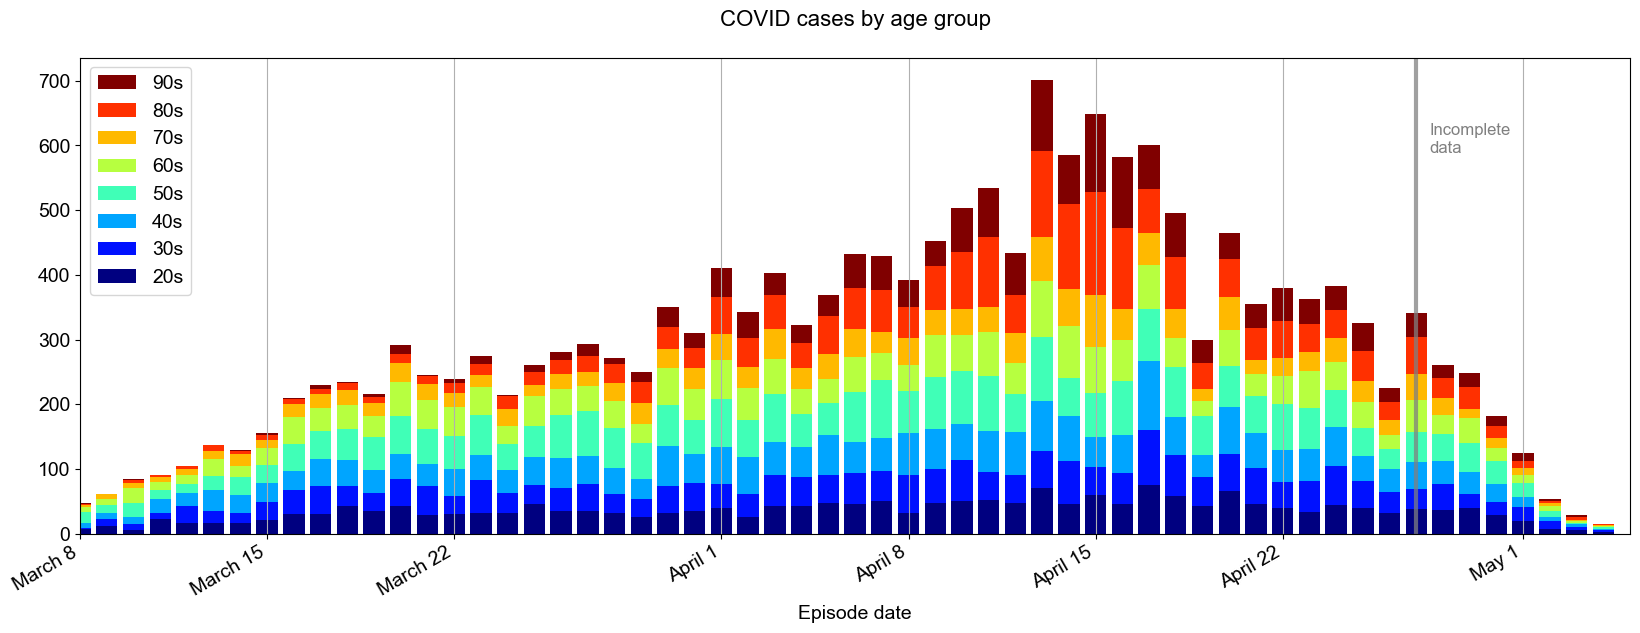 COVID cases by age group
700
600
500
400
300
200
100
0
90s
80s
70s
60s
50s
40s
30s
20s
Incomplete
data
March 8
March 15
March 22
April 1
April 8
April 15
April 22
May 1
Episode date